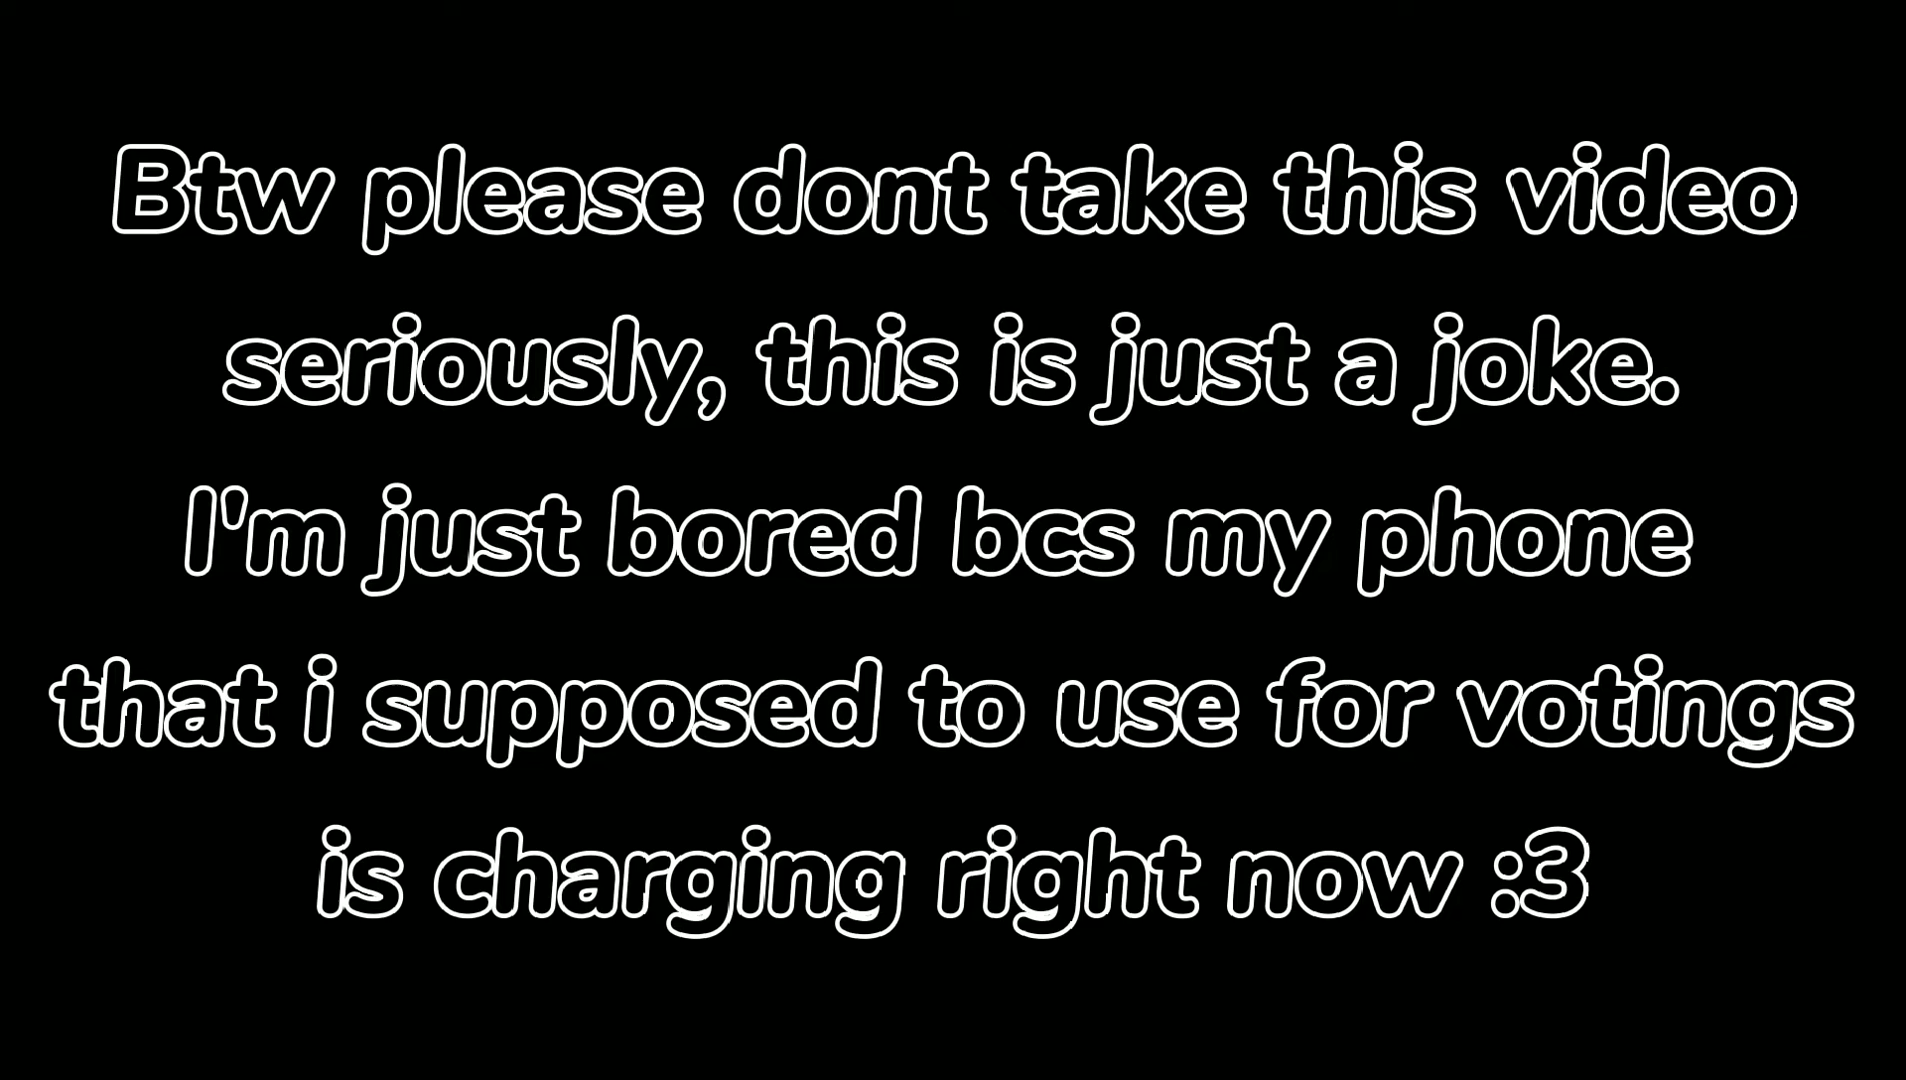 Btw please dont take this video
seriously, this is just a joke.
I'm just bored bcs my phone
that i supposed to use for votings
is charging right now :3